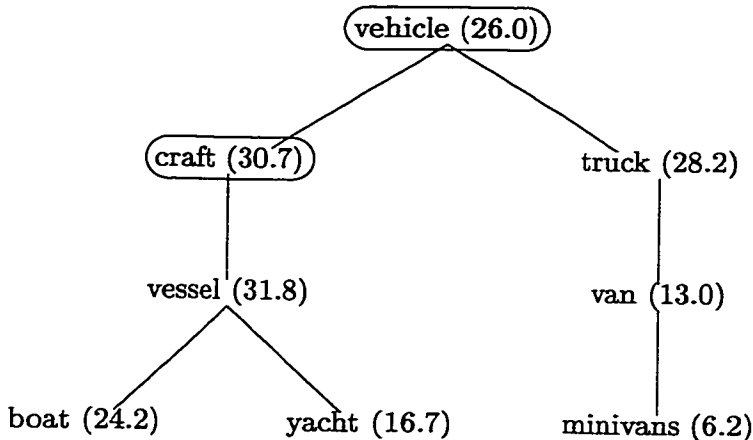 vehicle (26.0)
craft (30.7)
truck (28.2)
vessel (31.8)
van (13.0)
boat (24.2)
yacht (16.7)
minivans (6.2)